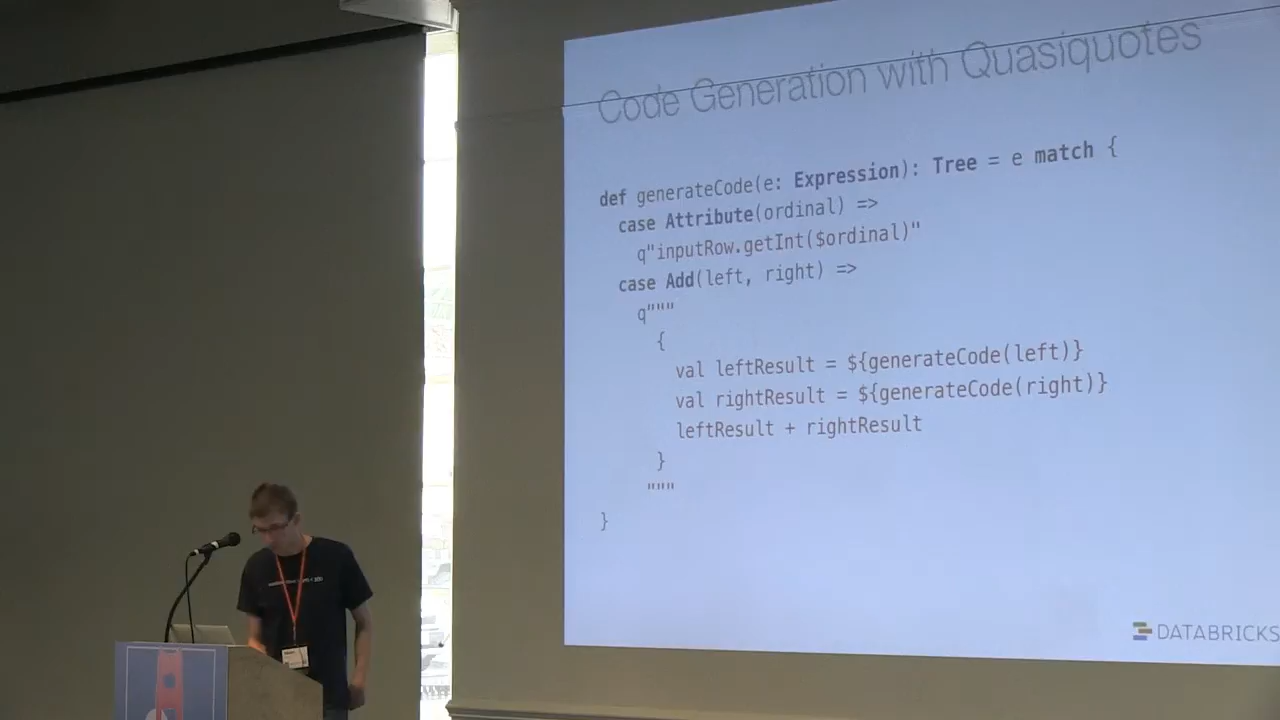 Code Generation with Quasiquotes
def generateCode(e: Expression): Tree = e match {
  case Attribute(ordinal) =>
    q"inputRow.getInt($ordinal)"
  case Add(left, right) =>
    q"""
      {
        val leftResult = ${generateCode(left)}
        val rightResult = ${generateCode(right)}
        leftResult + rightResult
      }
    """
}
DATABRICKS